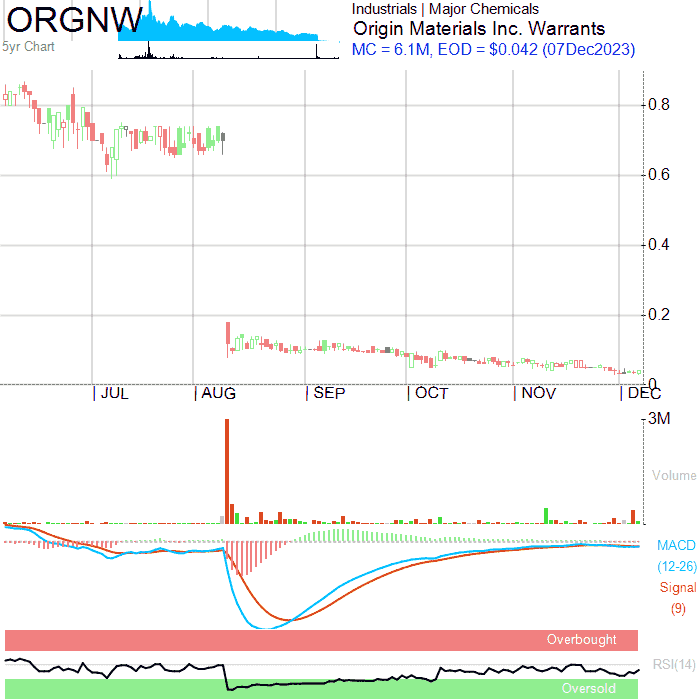 ORGNW
5yr Chart
Industrials | Major Chemicals
Origin Materials Inc. Warrants
MC = 6.1M, EOD = $0.042 (07Dec2023)
0.8
0.6
0.4
0.2
0
JUL AUG SEP OCT NOV DEC
3M
Volume
MACD
(12-26)
Signal
(9)
Overbought
RSI(14)
Oversold